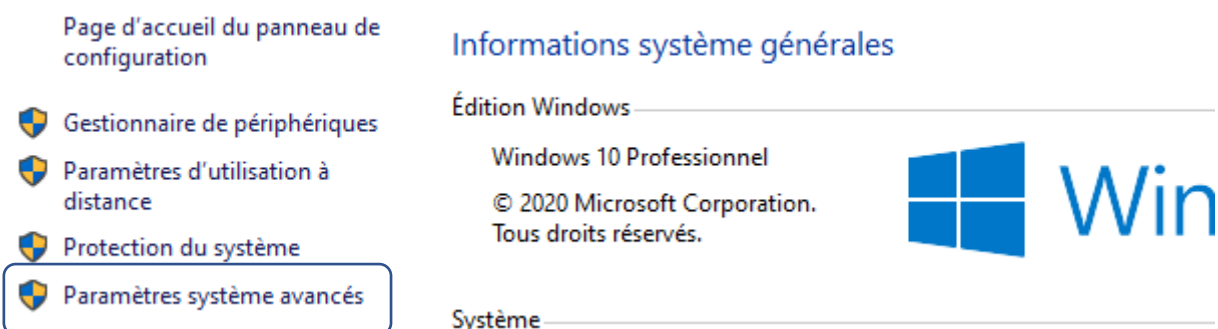 Page d'accueil du panneau de
configuration
Gestionnaire de périphériques
Paramètres d'utilisation à
distance
Protection du système
Paramètres système avancés
Informations système générales
Édition Windows
Windows 10 Professionnel
© 2020 Microsoft Corporation.
Tous droits réservés.
Win
Système